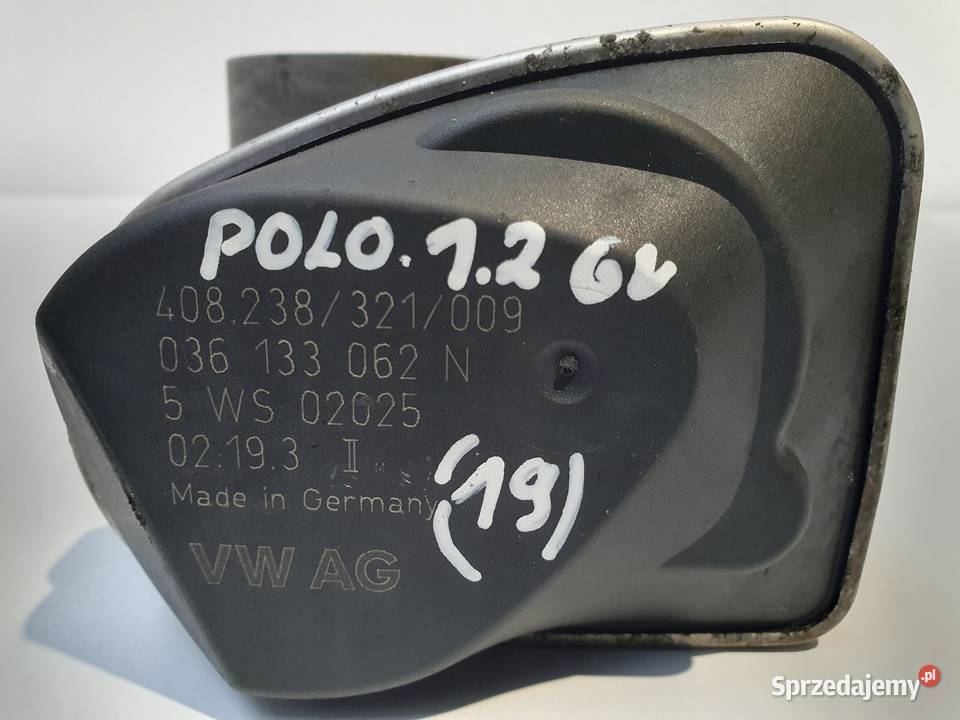 POLO. 1.2 6V
408.238/321/009
036 133 062 N
5 WS 02025
02.19.3 II
Made in Germany
(19)
VW AG
Sprzedajemy.pl